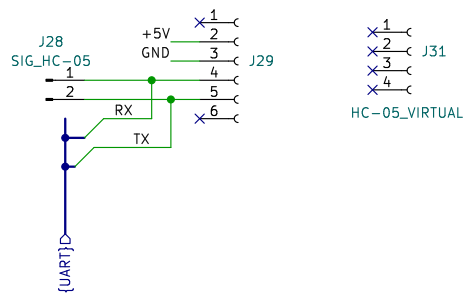 J28
SIG_HC-05
1
2
+5V
GND
1
2
3
4
5
6
J29
RX
TX
{UART}
1
2
3
4
J31
HC-05_VIRTUAL